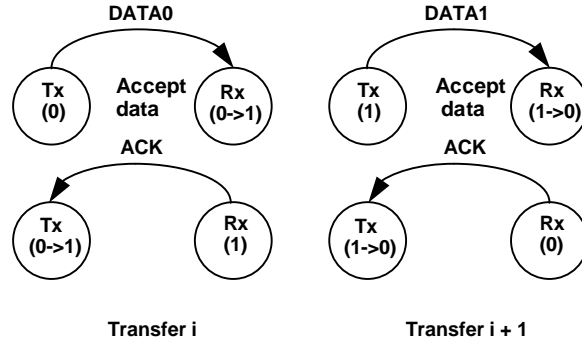 DATA0
Tx
(0)
Accept
data
Rx
(0->1)
ACK
Tx
(0->1)
Rx
(1)
Transfer i
DATA1
Tx
(1)
Accept
data
Rx
(1->0)
ACK
Tx
(1->0)
Rx
(0)
Transfer i + 1